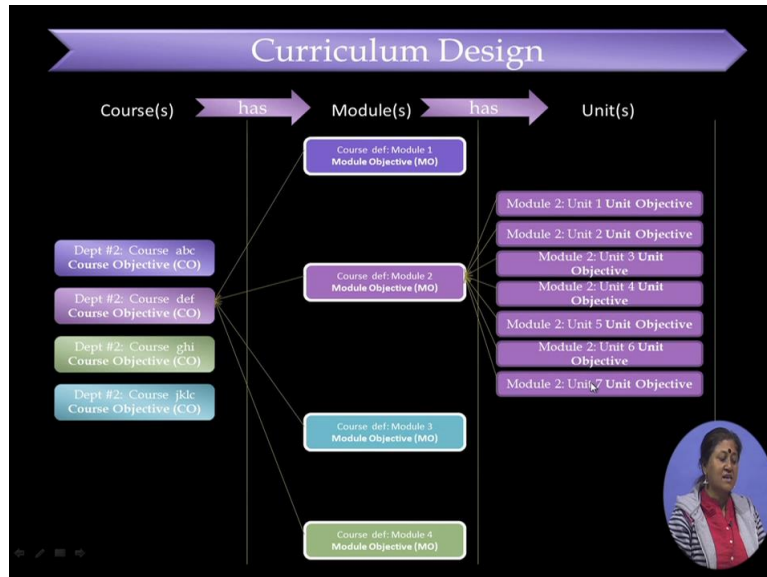 Curriculum Design
Course(s)
has
Module(s)
has
Unit(s)
Dept #2: Course abc
Course Objective (CO)
Dept #2: Course def
Course Objective (CO)
Dept #2: Course ghi
Course Objective (CO)
Dept #2: Course jklc
Course Objective (CO)
Course def: Module 1
Module Objective (MO)
Course def: Module 2
Module Objective (MO)
Course def: Module 3
Module Objective (MO)
Course def: Module 4
Module Objective (MO)
Module 2: Unit 1 Unit Objective
Module 2: Unit 2 Unit Objective
Module 2: Unit 3 Unit
Objective
Module 2: Unit 4 Unit
Objective
Module 2: Unit 5 Unit Objective
Module 2: Unit 6 Unit
Objective
Module 2: Unit 7 Unit Objective